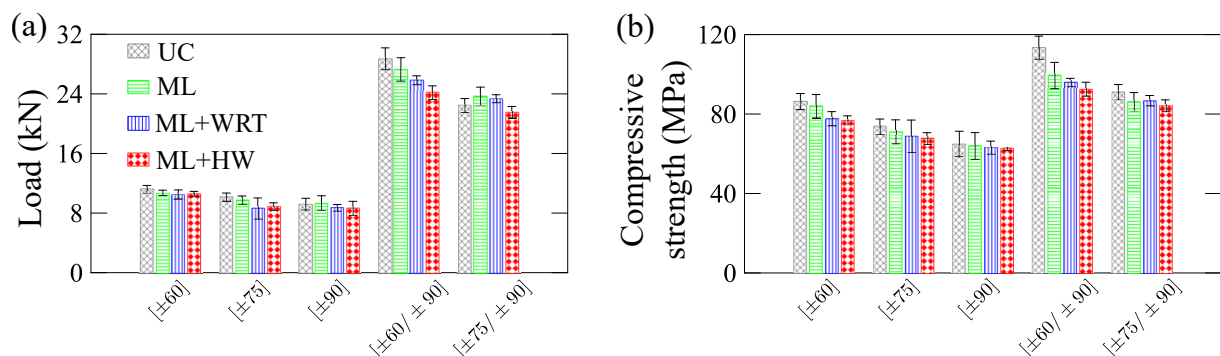 (a)
Load (kN)
32
24
16
8
0
UC
ML
ML+WRT
ML+HW
[±60]
[±75]
[±90]
[±60/ ± 90]
[±75/ ± 90]
(b)
Compressive
strength (MPa)
120
80
40
0
[±60]
[±75]
[±90]
[±60/ ± 90]
[±75/ ± 90]